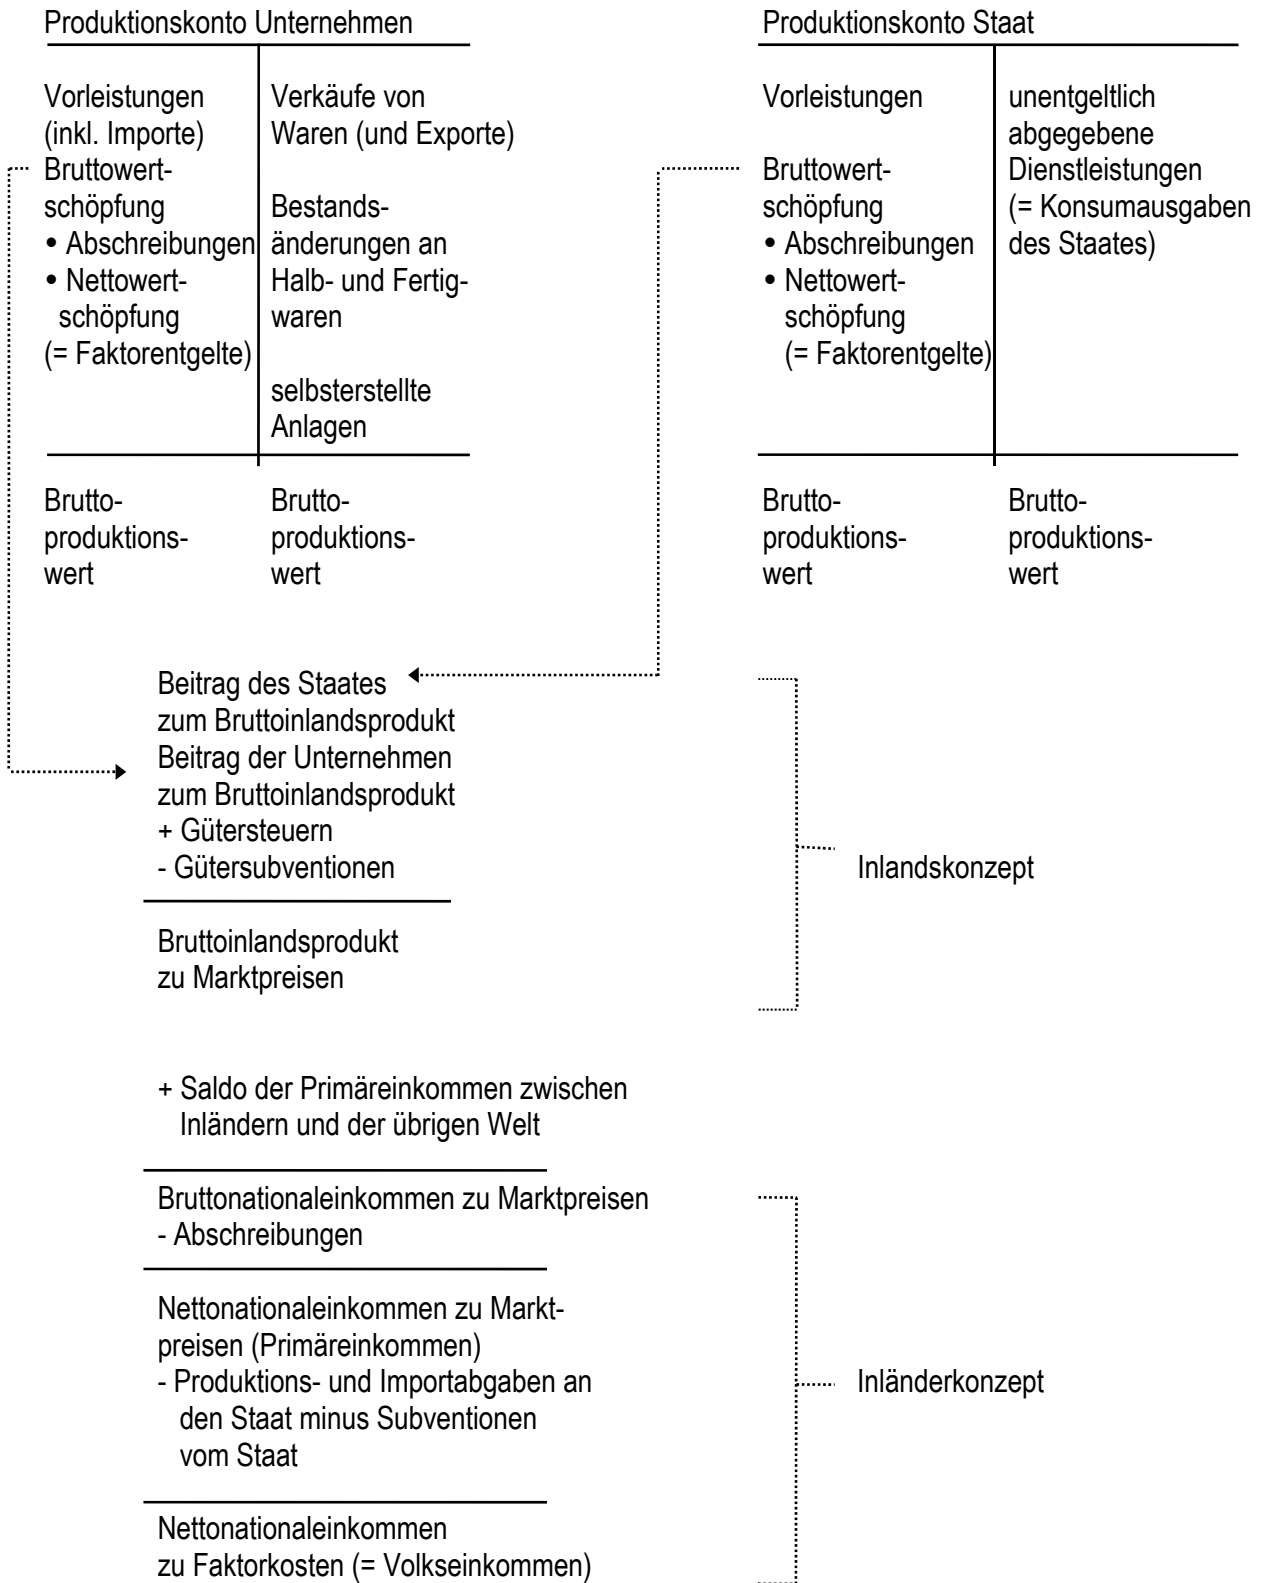 Produktionskonto Unternehmen
Vorleistungen
(inkl. Importe)
Bruttowert-
schöpfung
• Abschreibungen
• Nettowert-
schöpfung
(= Faktorentgelte)
Verkäufe von
Waren (und Exporte)
Bestands-
änderungen an
Halb- und Fertig-
waren
selbsterstellte
Anlagen
Brutto-
produktions-
wert
Brutto-
produktions-
wert
Produktionskonto Staat
Vorleistungen
Bruttowert-
schöpfung
• Abschreibungen
• Nettowert-
schöpfung
(= Faktorentgelte)
unentgeltlich
abgegebene
Dienstleistungen
(= Konsumausgaben
des Staates)
Brutto-
produktions-
wert
Brutto-
produktions-
wert
Beitrag des Staates
zum Bruttoinlandsprodukt
Beitrag der Unternehmen
zum Bruttoinlandsprodukt
+ Gütersteuern
- Gütersubventionen
Inlandskonzept
Bruttoinlandsprodukt
zu Marktpreisen
+ Saldo der Primäreinkommen zwischen
Inländern und der übrigen Welt
Bruttonationaleinkommen zu Marktpreisen
- Abschreibungen
Nettonationaleinkommen zu Markt-
preisen (Primäreinkommen)
- Produktions- und Importabgaben an
den Staat minus Subventionen
vom Staat
Inländerkonzept
Nettonationaleinkommen
zu Faktorkosten (= Volkseinkommen)